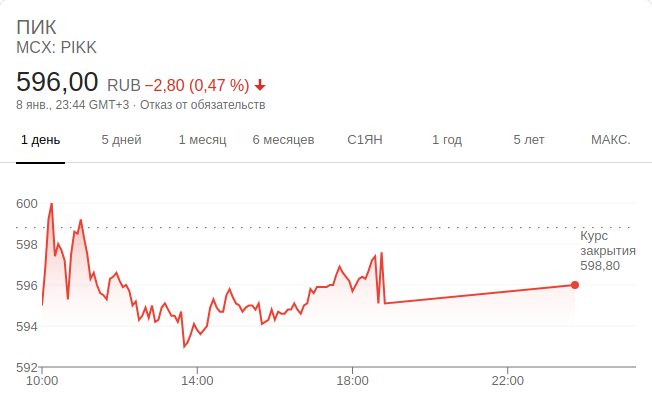 ПИК
MCX: PIKK
596,00 RUB −2,80 (0,47 %)
8 янв., 23:44 GMT+3 · Отказ от обязательств
1 день 5 дней 1 месяц 6 месяцев С1ЯН 1 год 5 лет МАКС.
600
598
596
594
592
Курс
закрытия
598,80
10:00 14:00 18:00 22:00